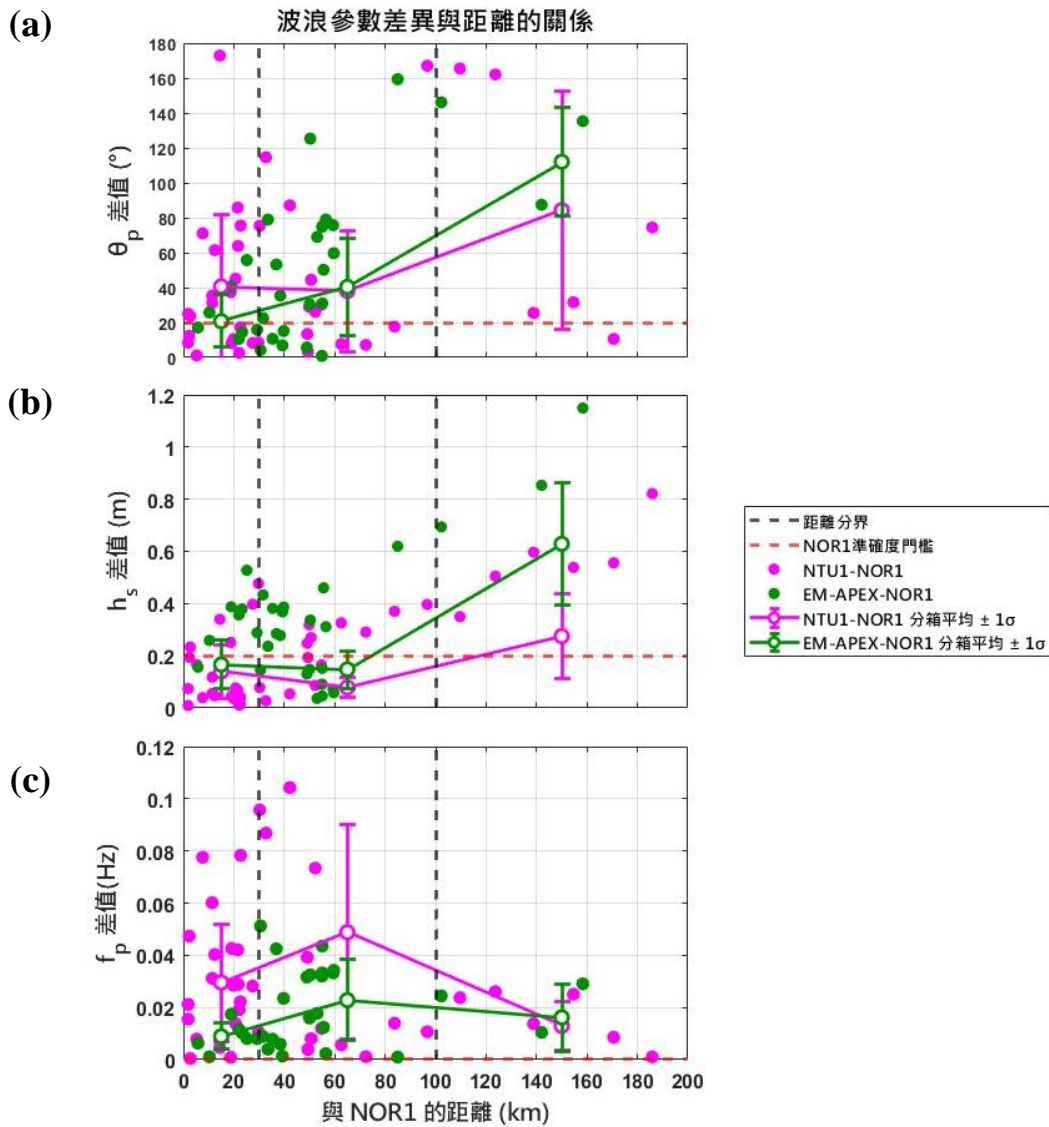 波浪參數差異與距離的關係
(a)
180
160
140
120
100
80
60
40
20
0
θp 差值 (°)
(b)
1.2
1
0.8
0.6
0.4
0.2
0
hs 差值 (m)
距離分界
NOR1準確度門檻
NTU1-NOR1
EM-APEX-NOR1
NTU1-NOR1 分箱平均 ± 1σ
EM-APEX-NOR1 分箱平均 ± 1σ
(c)
0.12
0.1
0.08
0.06
0.04
0.02
0
fp 差值(Hz)
0 20 40 60 80 100 120 140 160 180 200
與 NOR1 的距離 (km)